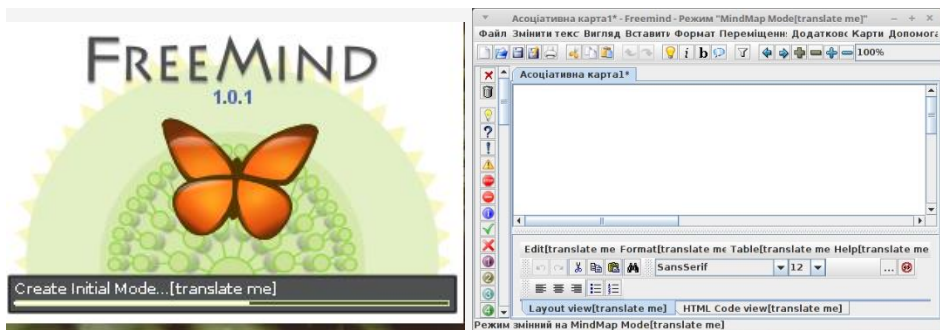 FREEMIND
1.0.1
Create Initial Mode...[translate me]
Асоціативна карта1* - Freemind - Режим "MindMap Mode[translate me]"
Файл Змінити текс Вигляд Вставити Формат Переміщенн: Додатков: Карти Допомога
i b 100%
Асоціативна карта1*
Edit[translate me Format[translate me Table[translate me Help[translate me
SansSerif 12 ...
Layout view[translate me] HTML Code view[translate me]
Режим змінний на MindMap Mode[translate me]